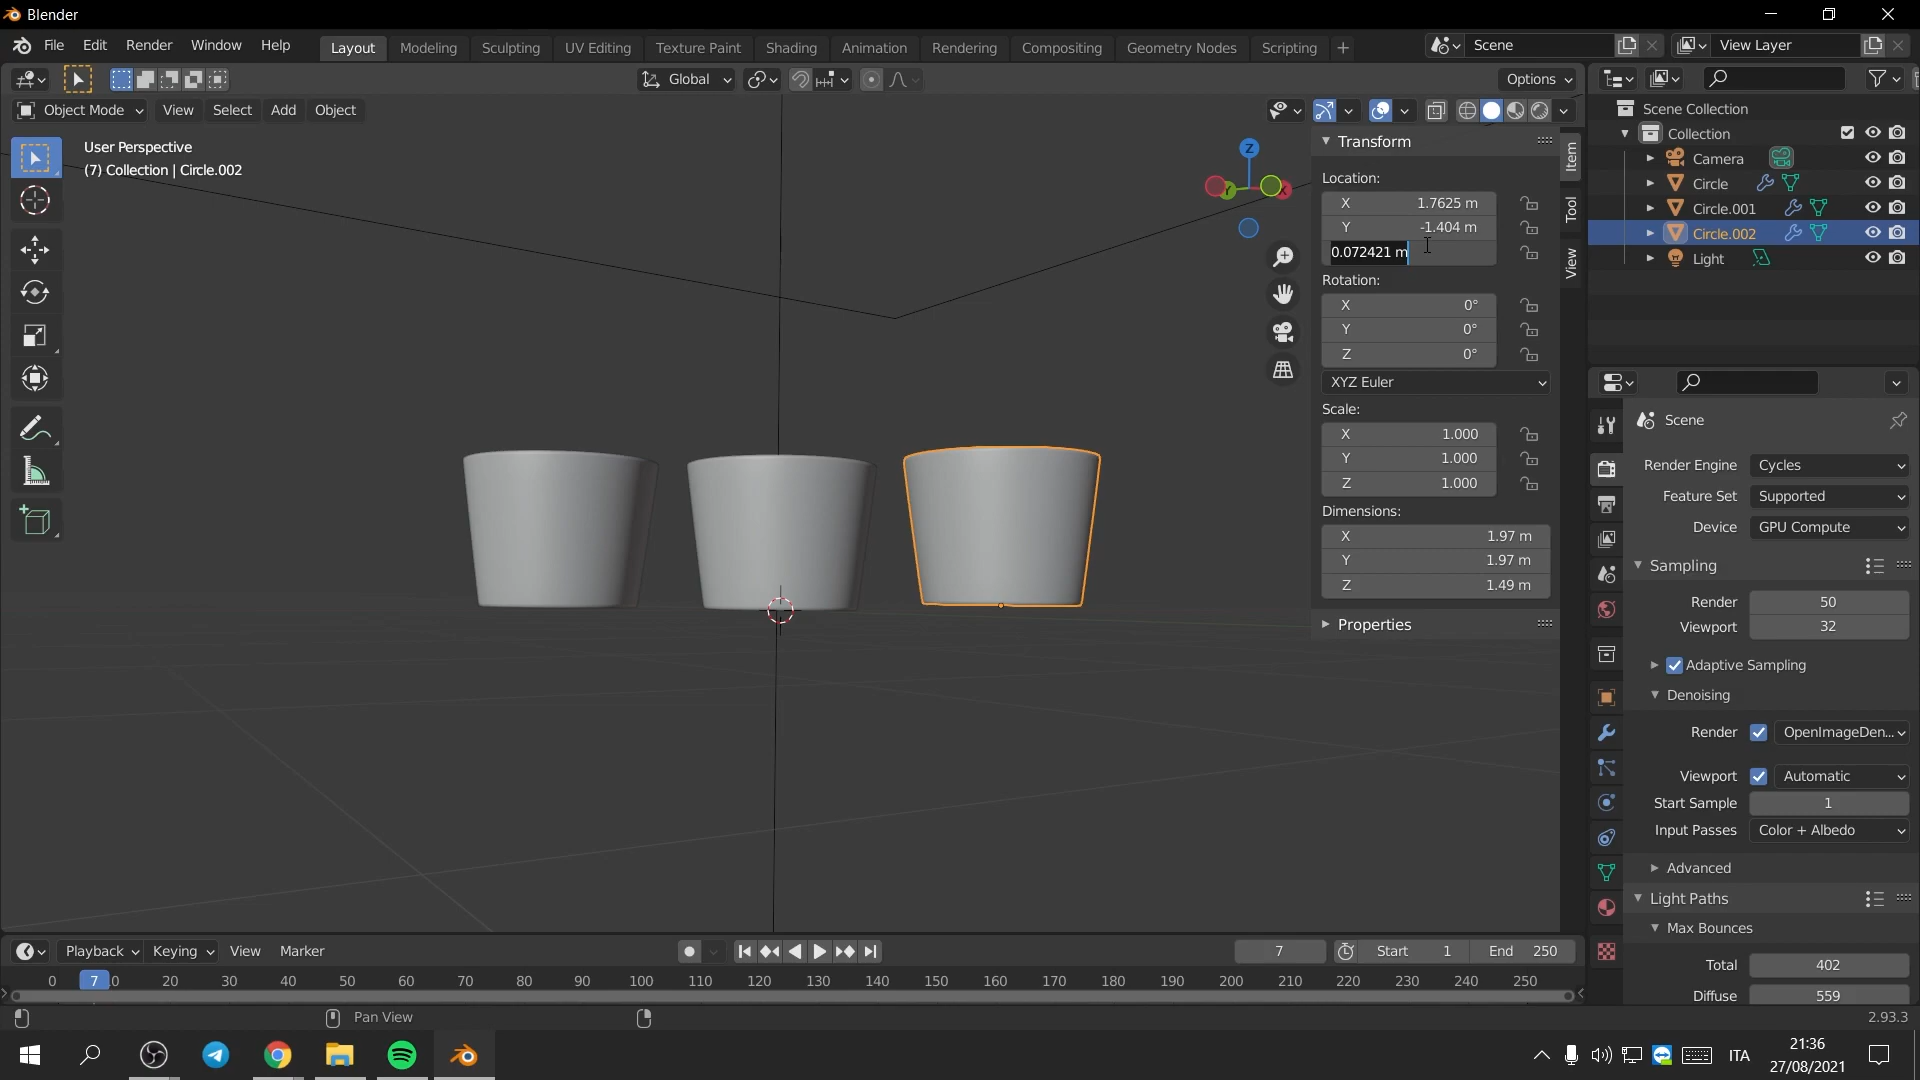 Blender
File Edit Render Window Help
Layout Modeling Sculpting UV Editing Texture Paint Shading Animation Rendering Compositing Geometry Nodes Scripting +
Scene
View Layer
Global
Options
Object Mode View Select Add Object
User Perspective
(7) Collection | Circle.002
Z
Y
X
Transform
Location:
X 1.7625 m
Y -1.404 m
0.072421 m
Rotation:
X 0°
Y 0°
Z 0°
XYZ Euler
Scale:
X 1.000
Y 1.000
Z 1.000
Dimensions:
X 1.97 m
Y 1.97 m
Z 1.49 m
Properties
Item
Tool
View
Scene Collection
Collection
Camera
Circle
Circle.001
Circle.002
Light
Scene
Render Engine Cycles
Feature Set Supported
Device GPU Compute
Sampling
Render 50
Viewport 32
Adaptive Sampling
Denoising
Render OpenImageDen...
Viewport Automatic
Start Sample 1
Input Passes Color + Albedo
Advanced
Light Paths
Max Bounces
Total 402
Diffuse 559
Playback Keying View Marker
7 Start 1 End 250
0 7 0 20 30 40 50 60 70 80 90 100 110 120 130 140 150 160 170 180 190 200 210 220 230 240 250
Pan View
2.93.3
ITA
21:36
27/08/2021